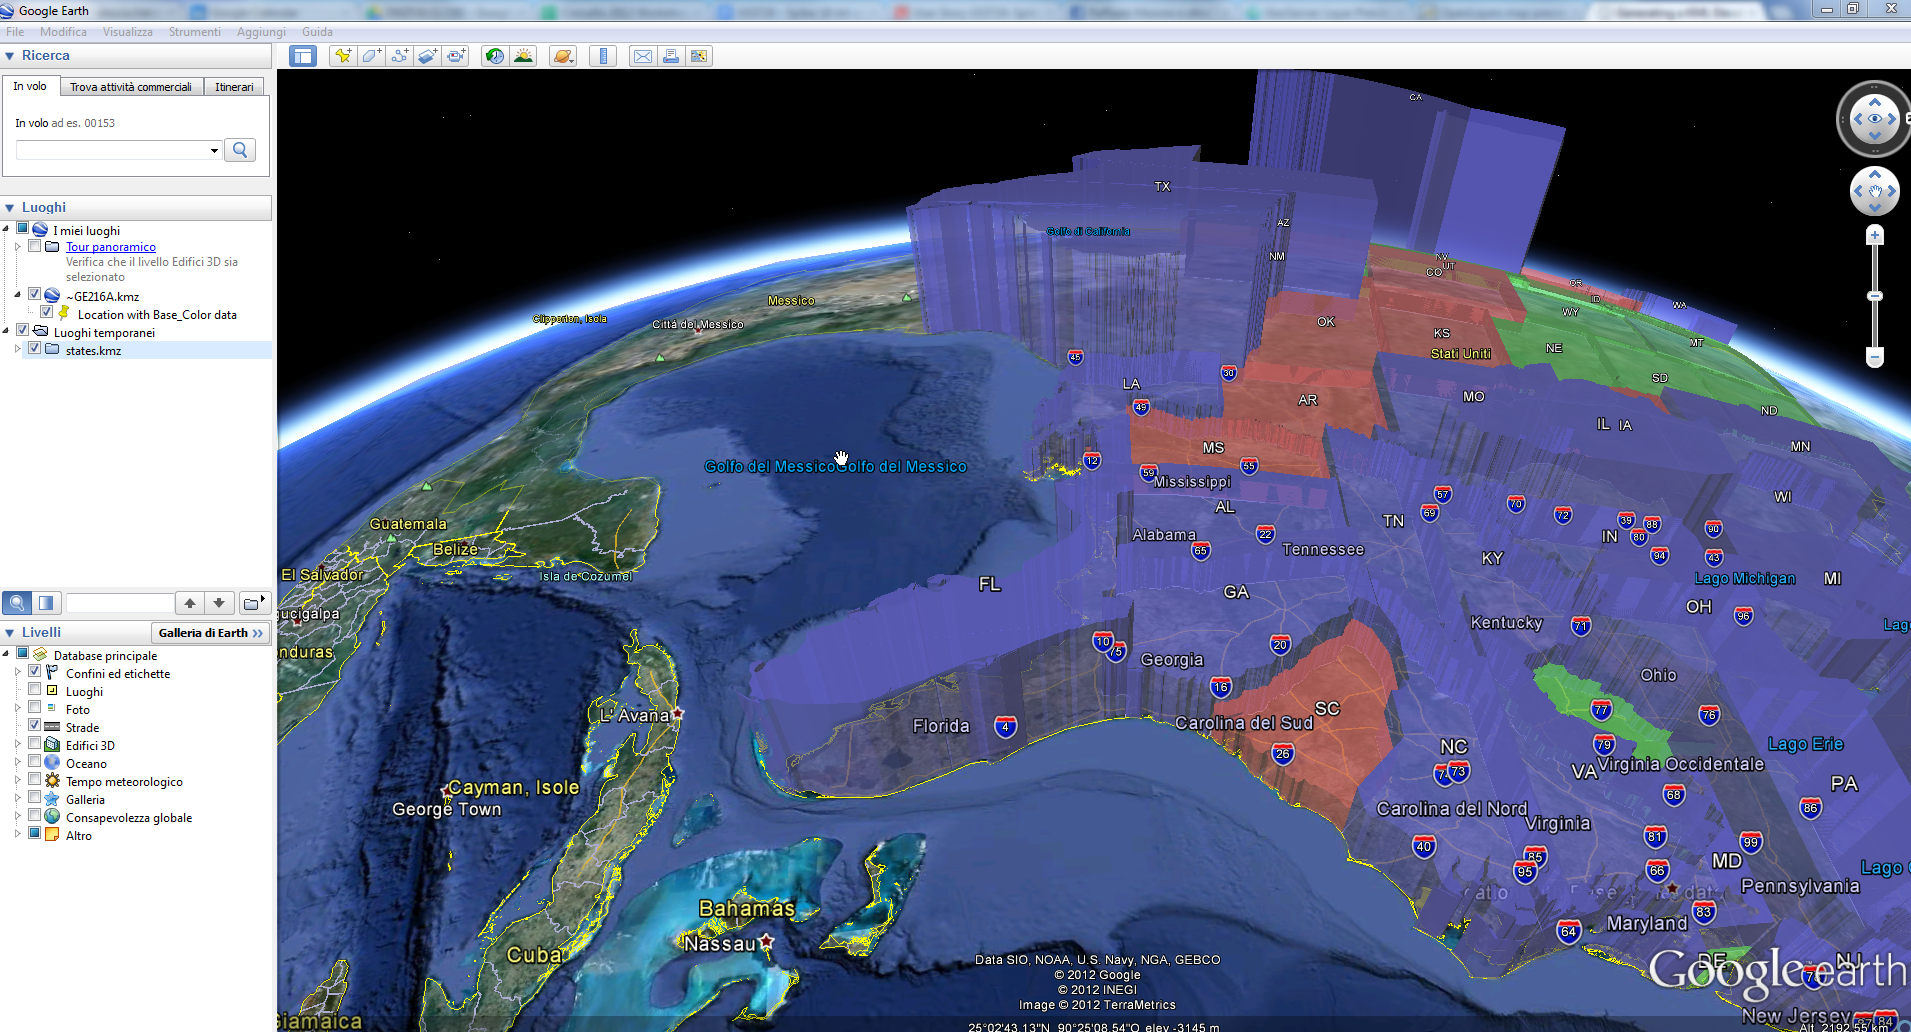 Google Earth
File Modifica Visualizza Strumenti Aggiungi Guida
Ricerca
In volo
Trova attività commerciali
Itinerari
In volo ad es. 00153
Luoghi
I miei luoghi
Tour panoramico
Verifica che il livello Edifici 3D sia
selezionato
~GE216A.kmz
Location with Base_Color data
Luoghi temporanei
states.kmz
Livelli
Galleria di Earth »
Database principale
Confini ed etichette
Luoghi
Foto
Strade
Edifici 3D
Oceano
Tempo meteorologico
Galleria
Consapevolezza globale
Altro
CA
TX
AZ
Golfo di California
NM
NV
UT
CO
OR
ID
WA
WY
MT
Messico
Clipperton, Isola
Città del Messico
OK
KS
Stati Uniti
NE
SD
ND
45
30
LA
49
AR
MO
IL
IA
MN
MS
12
59
55
Mississippi
Golfo del MessicoGolfo del Messico
AL
TN
57
69
70
72
39
88
80
90
WI
IN
94
43
Guatemala
Belize
El Salvador
Isla de Cozumel
ucigalpa
nduras
Alabama
65
22
Tennessee
KY
Lago Michigan
MI
FL
GA
OH
96
Kentucky
71
Lag
10
75
Georgia
20
16
Ohio
SC
77
76
L'Avana
Florida
4
Carolina del Sud
26
NC
79
Lago Erie
73
VA
Virginia Occidentale
PA
Cayman, Isole
George Town
68
86
Carolina del Nord
Virginia
81
99
40
85
95
66
MD
Pennsylvania
Lago
83
Maryland
64
Bahamas
Nassau
Cuba
DE
NJ
Giamaica
New Jersey
87
84
Data SIO, NOAA, U.S. Navy, NGA, GEBCO
© 2012 Google
© 2012 INEGI
Image © 2012 TerraMetrics
Google earth
25°02'43.13"N 90°25'08.54"O elev -3145 m
Alt 2192.55 km